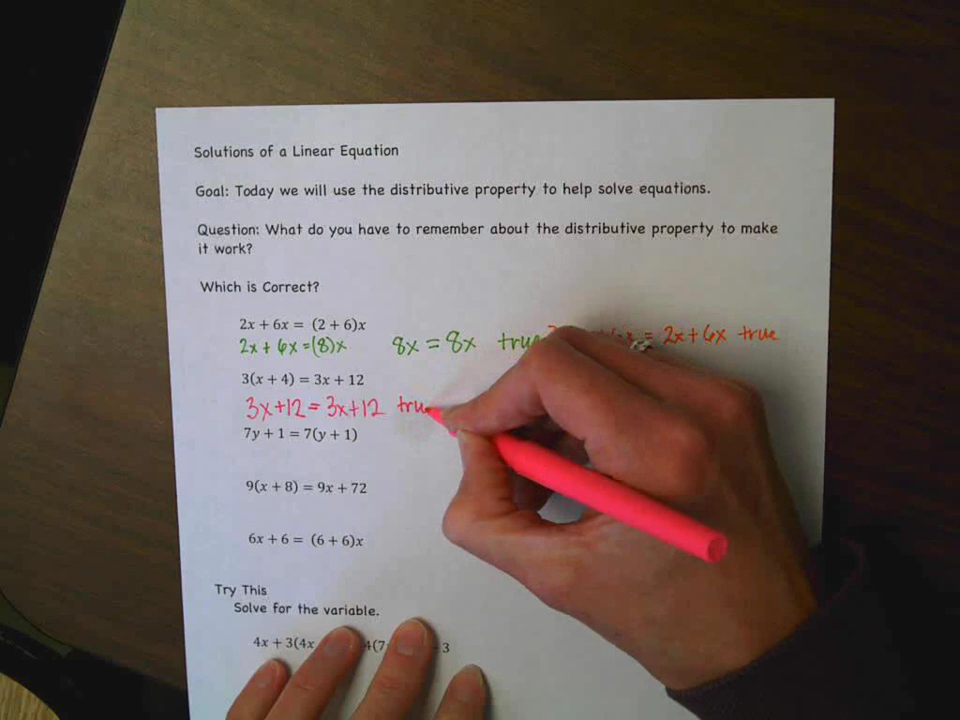 Solutions of a Linear Equation
Goal: Today we will use the distributive property to help solve equations.
Question: What do you have to remember about the distributive property to make
it work?
Which is Correct?
2x + 6x = (2 + 6)x
2x + 6x = (8)x 8x = 8x true = 2x + 6x true
3(x + 4) = 3x + 12
3x + 12 = 3x + 12 tru
7y + 1 = 7(y + 1)
9(x + 8) = 9x + 72
6x + 6 = (6 + 6)x
Try This
Solve for the variable.
4x + 3(4x 4(7 3